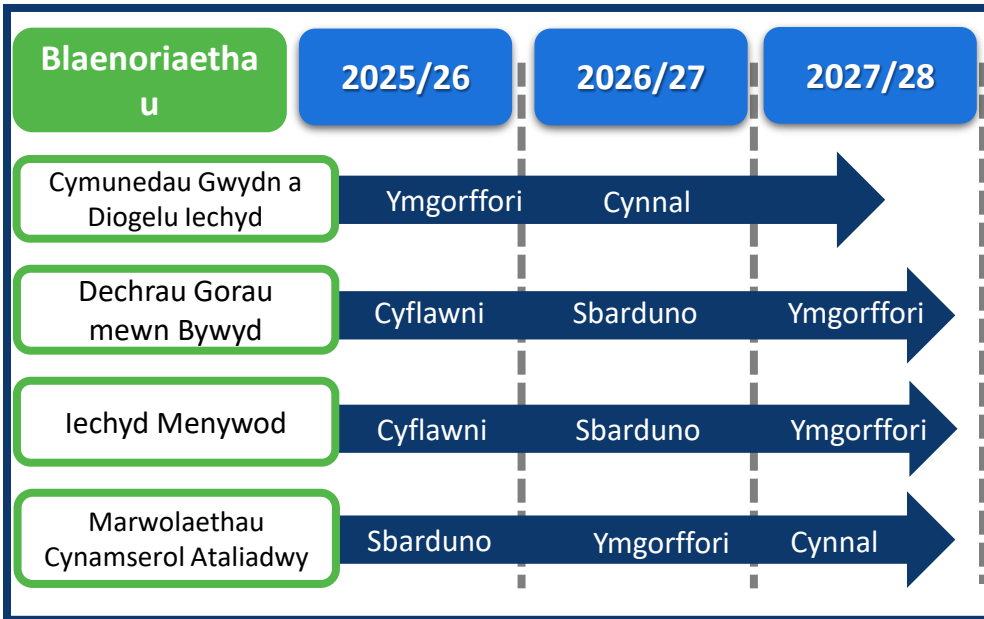 Blaenoriaetha
u
2025/26
2026/27
2027/28
Cymunedau Gwydn a
Diogelu Iechyd
Ymgorffori
Cynnal
Dechrau Gorau
mewn Bywyd
Cyflawni
Sbarduno
Ymgorffori
Iechyd Menywod
Cyflawni
Sbarduno
Ymgorffori
Marwolaethau
Cynamserol Ataliadwy
Sbarduno
Ymgorffori
Cynnal